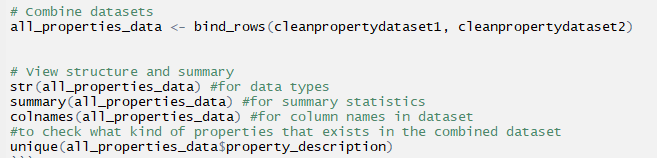 # Combine datasets
all_properties_data <- bind_rows(cleanpropertydataset1, cleanpropertydataset2)
# View structure and summary
str(all_properties_data) #for data types
summary(all_properties_data) #for summary statistics
colnames(all_properties_data) #for column names in dataset
#to check what kind of properties that exists in the combined dataset
unique(all_properties_data$property_description)
```